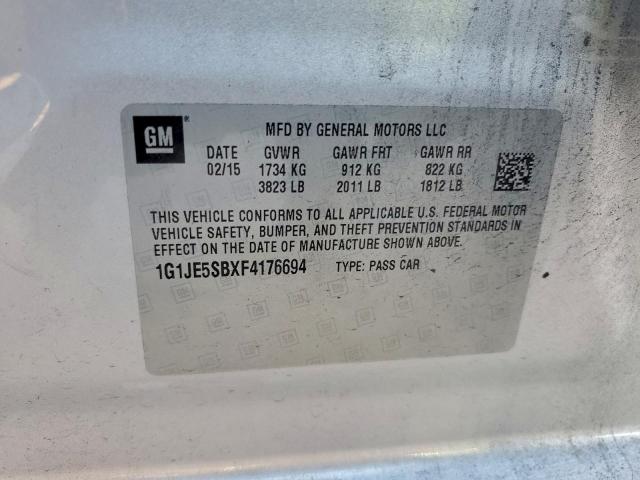 GM
®
MFD BY GENERAL MOTORS LLC
DATE GVWR GAWR FRT GAWR RR
02/15 1734 KG 912 KG 822 KG
3823 LB 2011 LB 1812 LB
THIS VEHICLE CONFORMS TO ALL APPLICABLE U.S. FEDERAL MOTOR
VEHICLE SAFETY, BUMPER, AND THEFT PREVENTION STANDARDS IN
EFFECT ON THE DATE OF MANUFACTURE SHOWN ABOVE.
1G1JE5SBXF4176694 TYPE: PASS CAR